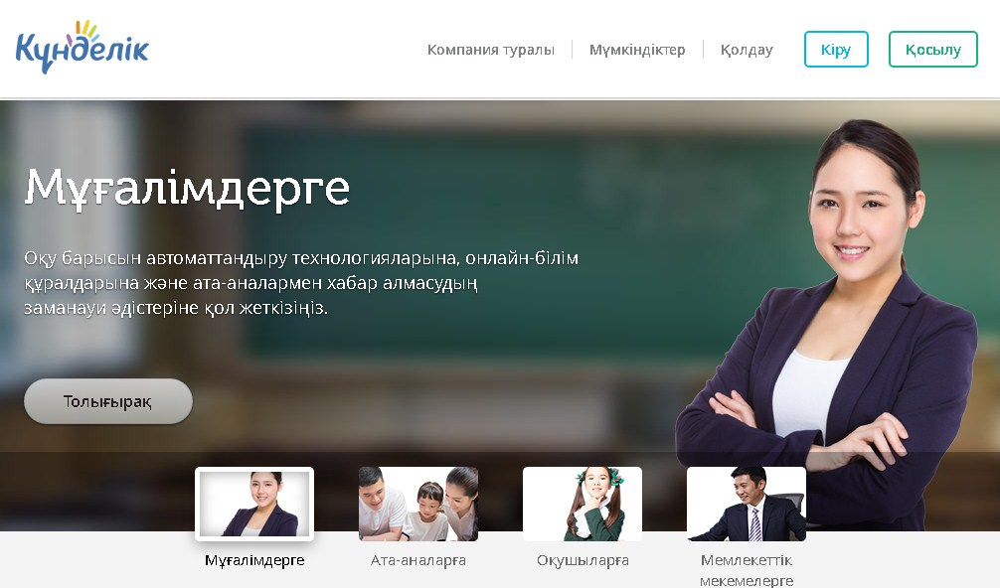 Күнделік
Компания туралы
Мүмкіндіктер
Қолдау
Кіру
Қосылу
Мұғалімдерге
Оқу барысын автоматтандыру технологияларына, онлайн-білім
құралдарына және ата-аналармен хабар алмасудың
заманауи әдістеріне қол жеткізіңіз.
Толығырақ
Мұғалімдерге
Ата-аналарға
Оқушыларға
Мемлекеттік
мекемелерге